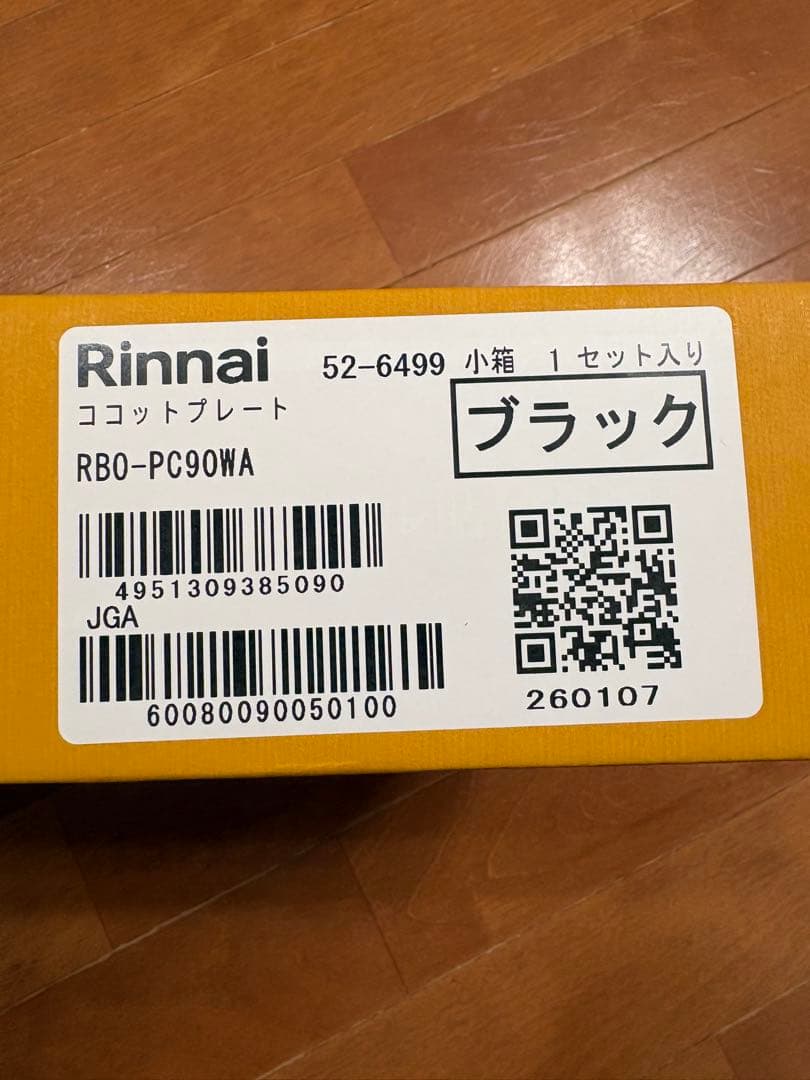 Rinnai
52-6499 小箱 1 セット入り
ココットプレート
ブラック
RBO-PC90WA
4951309385090
JGA
60080090050100
260107